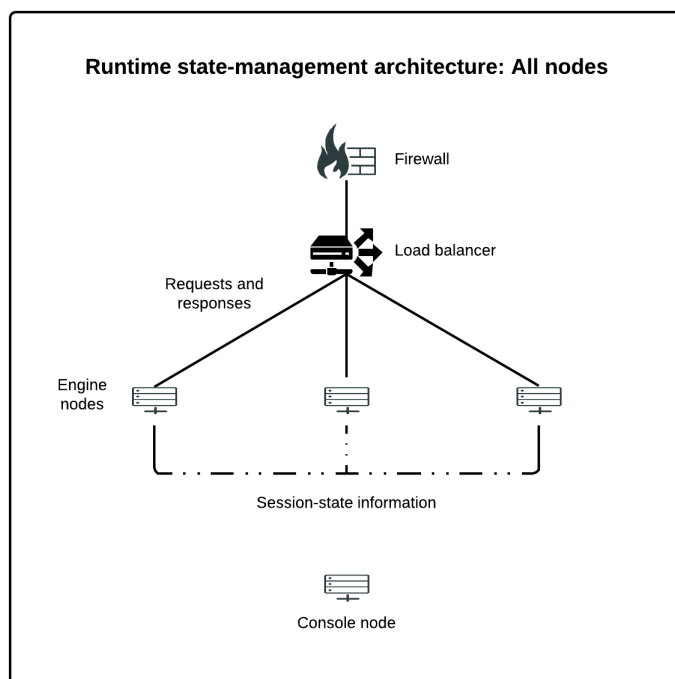 Runtime state-management architecture: All nodes
Firewall
Load balancer
Requests and
responses
Engine
nodes
Session-state information
Console node